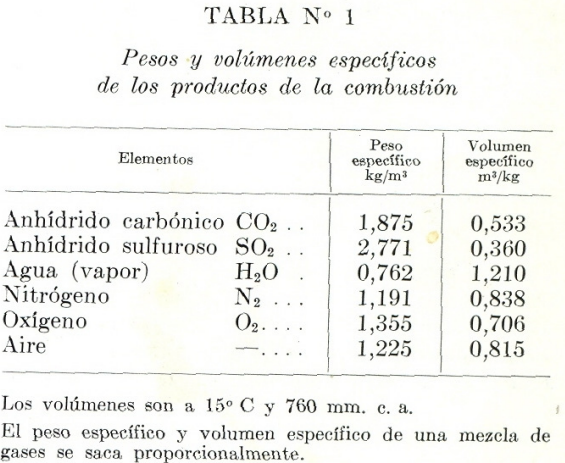 TABLA Nº 1
Pesos y volúmenes específicos
de los productos de la combustión
Elementos
Peso
específico
kg/m³
Volumen
específico
m³/kg
Anhídrido carbónico CO₂ . . 1,875 0,533
Anhídrido sulfuroso SO₂ . . 2,771 0,360
Agua (vapor) H₂O . 0,762 1,210
Nitrógeno N₂ . . . 1,191 0,838
Oxígeno O₂. . . . 1,355 0,706
Aire —. . . . 1,225 0,815
Los volúmenes son a 15º C y 760 mm. c. a.
El peso específico y volumen específico de una mezcla de
gases se saca proporcionalmente.